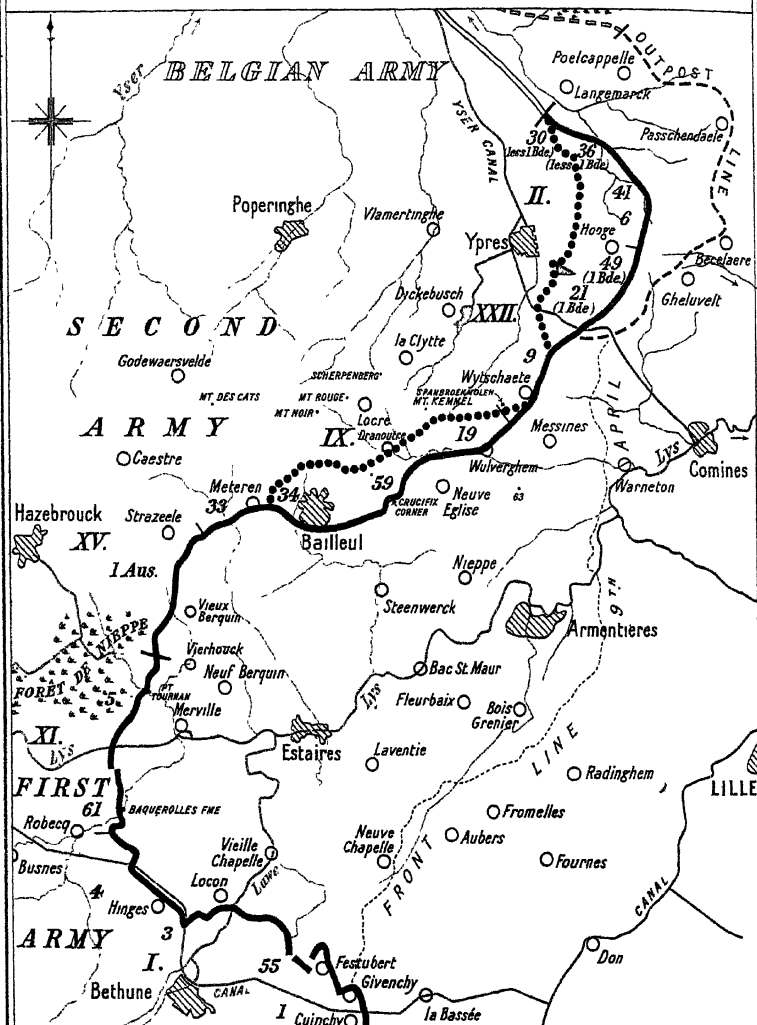 Yser
BELGIAN ARMY
OUTPOST
LINE
Poelcappelle
Langemarck
Passchendaele
YSER CANAL
30
(less 1 Bde.)
36
(less 1 Bde.)
II.
41
6
Poperinghe
Vlamertinghe
Ypres
Hooge
49
(1 Bde.)
Becelaere
Gheluvelt
21
(1 Bde.)
Dyckebusch
XXII.
SECOND
la Clytte
9
Godewaersvelde
SCHERPENBERG
MT. DES CATS
MT ROUGE
MT NOIR
Wytschaete
SPANBROEKMOLEN
MT. KEMMEL
Locre
APRIL
ARMY
IX.
Dranoutre
19
Messines
Lys
Comines
Caestre
Wulverghem
Warneton
Meteren
34
59
33
CRUCIFIX
CORNER
Neuve
Eglise
63
Hazebrouck
Strazeele
Bailleul
XV.
1 Aus.
Nieppe
Steenwerck
9TH
Vieux
Berquin
Armentières
FORÊT DE NIEPPE
Vierhouck
Neuf Berquin
Bac St. Maur
5
PT
TOURNAN
Merville
Lys
Fleurbaix
Bois
Grenier
XI.
Lys
Estaires
Laventie
LINE
FIRST
Radinghem
LILLE
61
BAQUEROLLES FME
Robecq
Fromelles
Aubers
Neuve
Chapelle
FRONT
Vieille
Chapelle
Fournes
Busnes
Locon
Lawe
4
Hinges
CANAL
ARMY
3
I.
55
Festubert
Don
Bethune
CANAL
Givenchy
1
Cuinchy
la Bassée